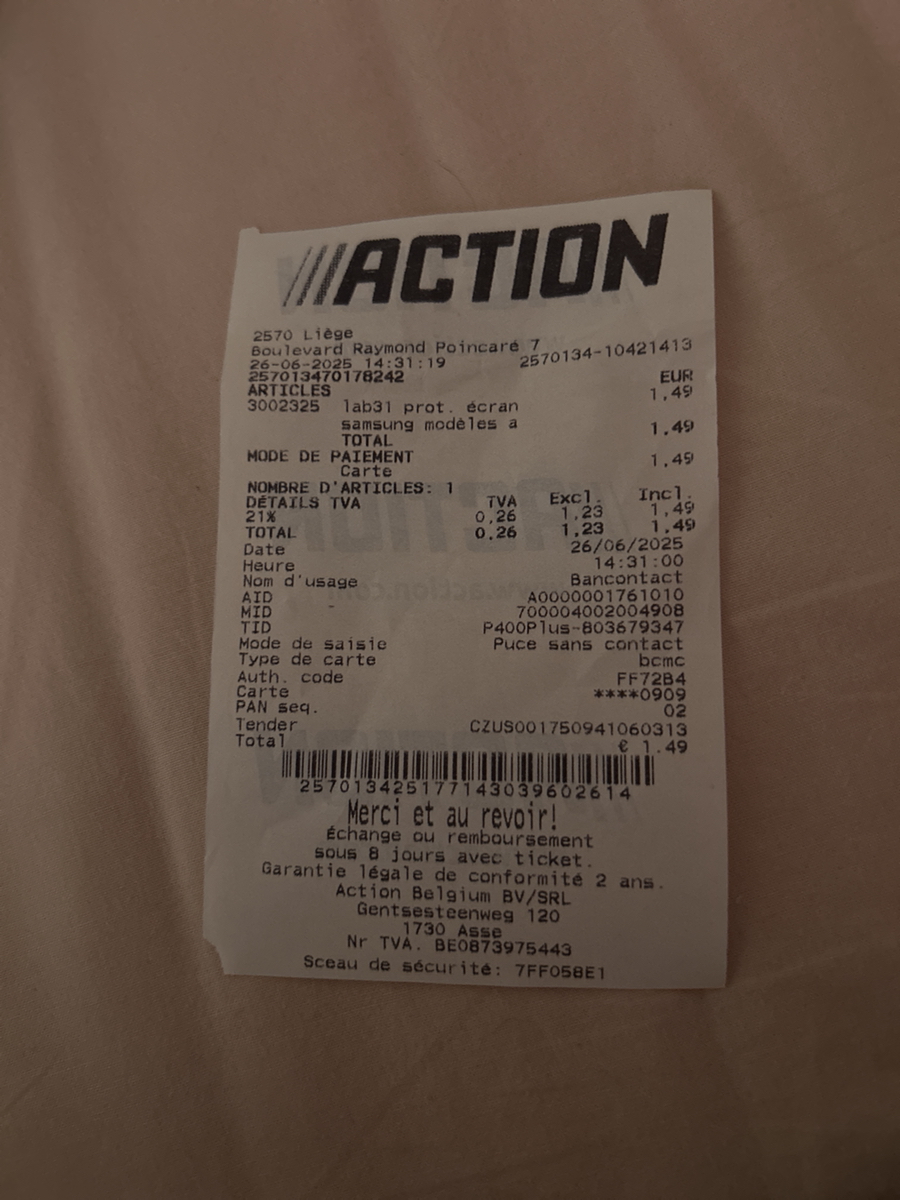 ///ACTION
2570 Liège
Boulevard Raymond Poincaré 7
26-06-2025 14:31:19 2570134-10421413
257013470178242
ARTICLES EUR
3002325 lab31 prot. écran 1,49
samsung modèles a
TOTAL 1,49
MODE DE PAIEMENT
Carte 1,49
NOMBRE D'ARTICLES: 1
DÉTAILS TVA TVA Excl. Incl.
21% 0,26 1,23 1,49
TOTAL 0,26 1,23 1,49
Date 26/06/2025
Heure 14:31:00
Nom d'usage Bancontact
AID A0000001761010
MID 700004002004908
TID P400Plus-803679347
Mode de saisie Puce sans contact
Type de carte bcmc
Auth. code FF72B4
Carte ****0909
PAN seq. 02
Tender CZUS001750941060313
Total € 1.49
2570134251771430396​02614
Merci et au revoir!
Échange ou remboursement
sous 8 jours avec ticket.
Garantie légale de conformité 2 ans.
Action Belgium BV/SRL
Gentsesteenweg 120
1730 Asse
Nr TVA. BE0873975443
Sceau de sécurité: 7FF058E1